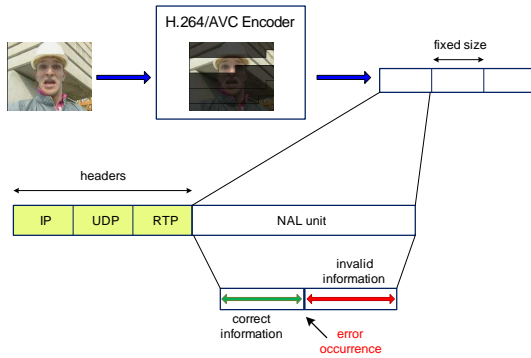 H.264/AVC Encoder
fixed size
headers
IP UDP RTP NAL unit
invalid
information
correct
information
error
occurrence